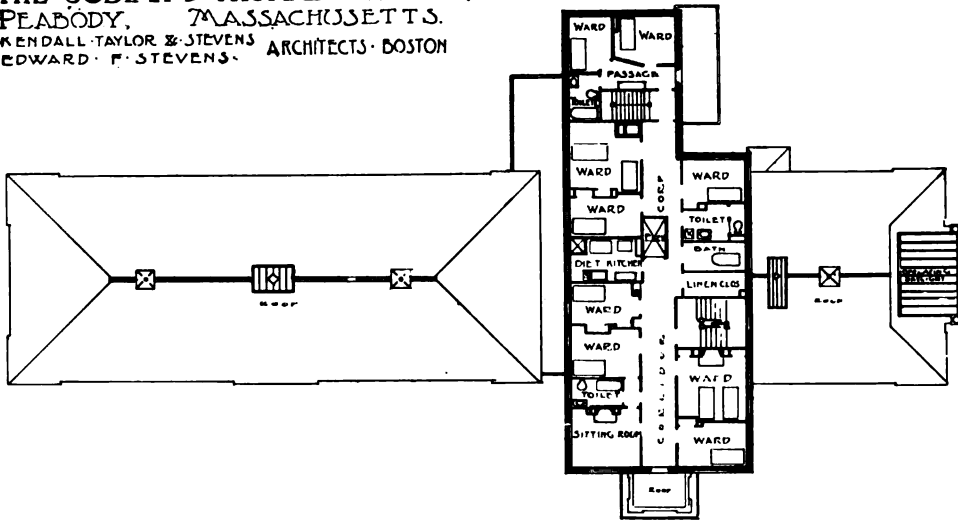 PEABODY, MASSACHUSETTS.
KENDALL·TAYLOR & STEVENS ARCHITECTS·BOSTON
EDWARD·F·STEVENS·
WARD
WARD
PASSAGE
TOILET
WARD
WARD
CORR
WARD
TOILET
BATH
DIET KITCHEN
LINEN CLOS
WARD
WARD
CORRIDOR
WARD
TOILET
SITTING ROOM
WARD
ROOF
ROOF
ROOF